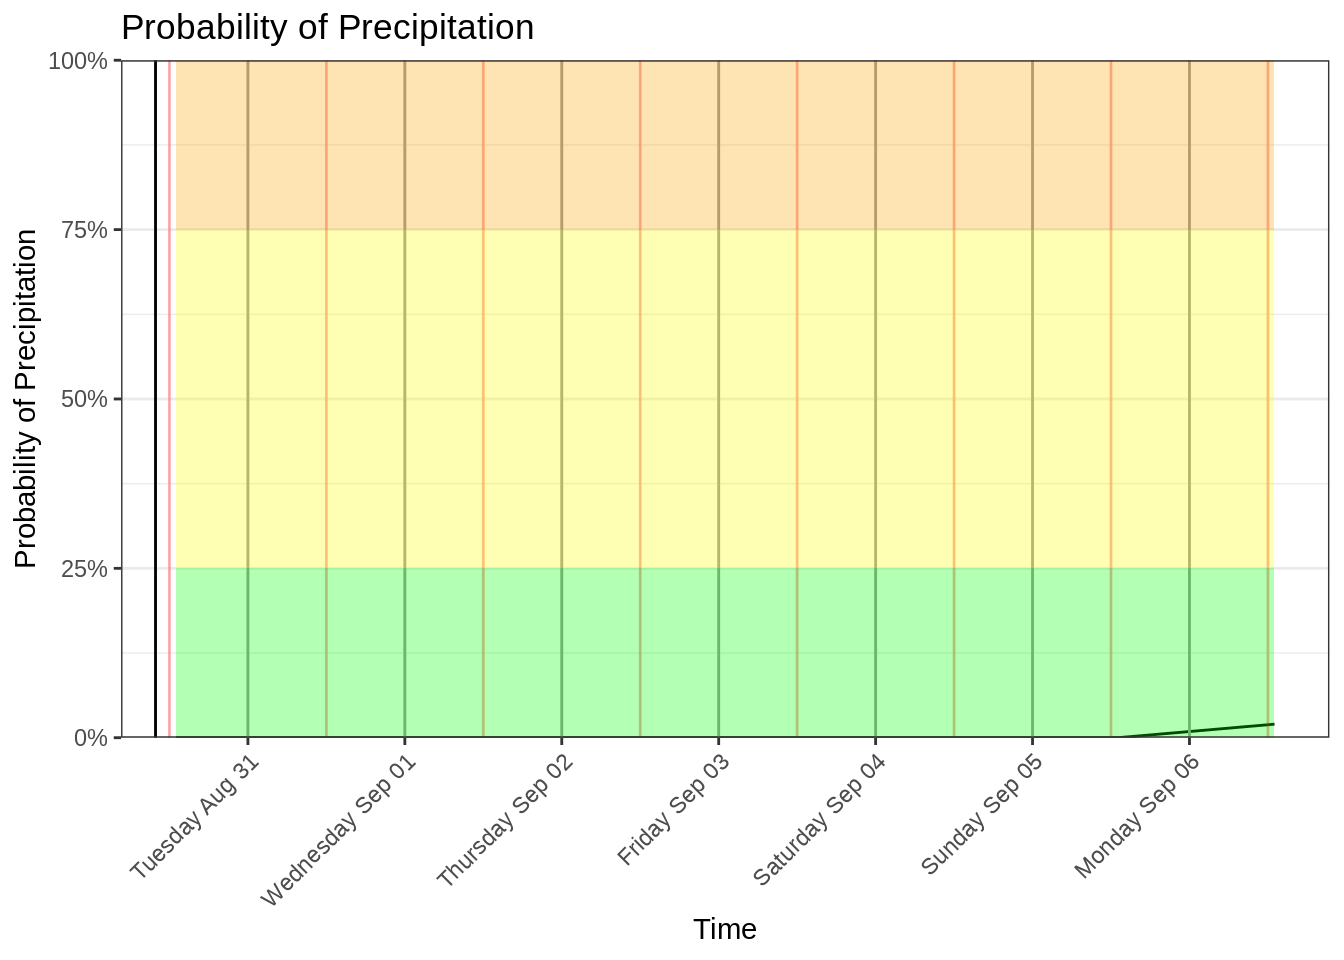 Probability of Precipitation
Probability of Precipitation
100%
75%
50%
25%
0%
Tuesday Aug 31
Wednesday Sep 01
Thursday Sep 02
Friday Sep 03
Saturday Sep 04
Sunday Sep 05
Monday Sep 06
Time